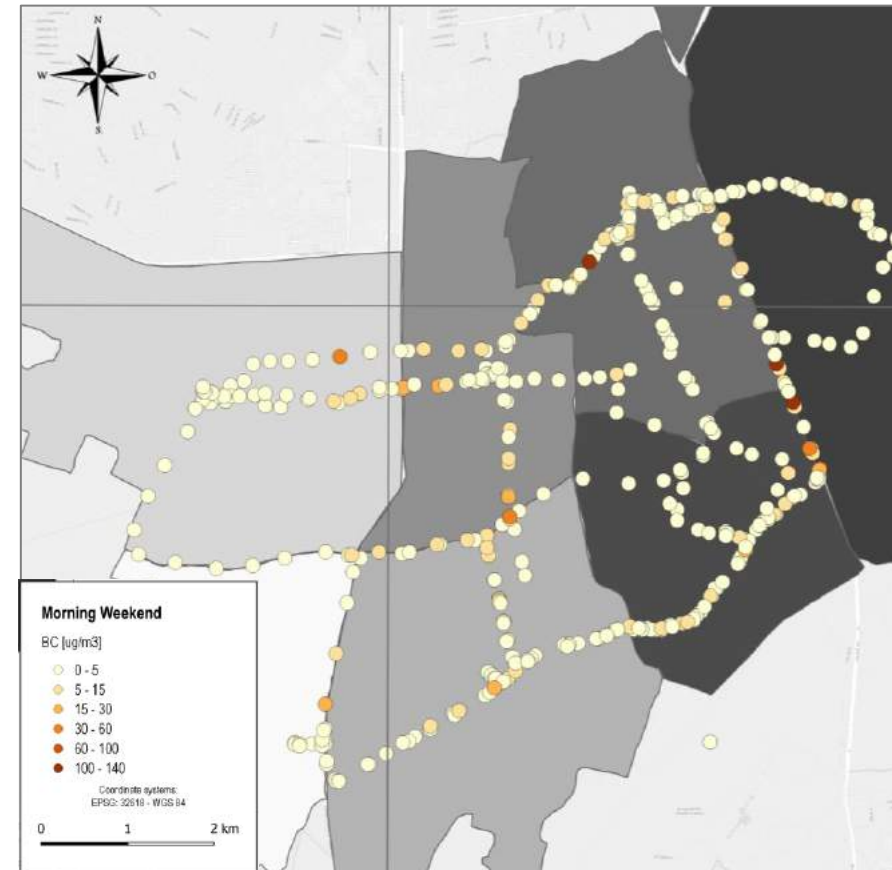 N
W O
S
Morning Weekend
BC [ug/m3]
0 - 5
5 - 15
15 - 30
30 - 60
60 - 100
100 - 140
Coordinate systems:
EPSG: 32618 - WGS 84
0 1 2 km